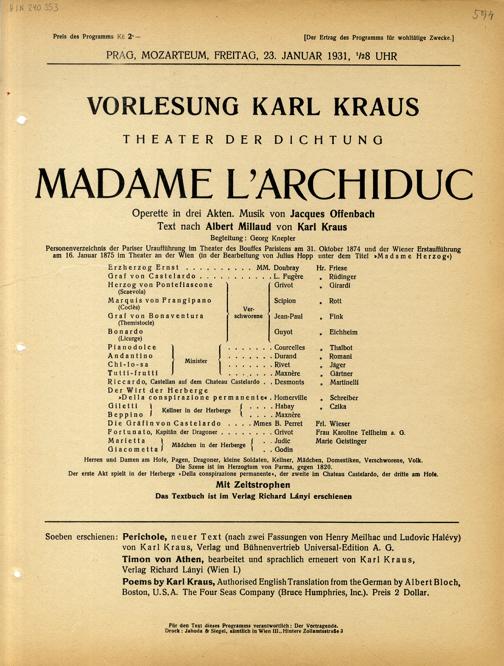 HIN 240 353
574
Preis des Programms Kč 2·— [Der Ertrag des Programms für wohltätige Zwecke.]
PRAG, MOZARTEUM, FREITAG, 23. JANUAR 1931, ½8 UHR
VORLESUNG KARL KRAUS
THEATER DER DICHTUNG
MADAME L'ARCHIDUC
Operette in drei Akten. Musik von Jacques Offenbach
Text nach Albert Millaud von Karl Kraus
Begleitung: Georg Knepler
Personenverzeichnis der Pariser Uraufführung im Theater des Bouffes Parisiens am 31. Oktober 1874 und der Wiener Erstaufführung
am 16. Januar 1875 im Theater an der Wien (in der Bearbeitung von Julius Hopp unter dem Titel »Madame Herzog«)
Erzherzog Ernst . . . . . . . . . . . MM. Daubray Hr. Friese
Graf von Castelardo . . . . . . . . . . . L. Fugère „ Rüdinger
Herzog von Pontefiascone Grivot „ Girardi
(Scaevola)
Marquis von Frangipano Scipion „ Rott
(Coclès)
Ver-
schworene
Graf von Bonaventura Jean-Paul „ Fink
(Themistocle)
Bonardo Guyot „ Eichheim
(Licurge)
Pianodolce . . . . . . . Courcelles „ Thalbot
Andantino . . . . . . . Durand „ Romani
Minister
Chi-lo-sa . . . . . . . Rivet „ Jäger
Tutti-frutti . . . . . . . Maxnère „ Gärtner
Riccardo, Castellan auf dem Chateau Castelardo . . Desmonts „ Martinelli
Der Wirt der Herberge
»Della conspirazione permanente« . Homerville „ Schreiber
Giletti . . . . Habay „ Czika
Kellner in der Herberge
Beppino . . . . Maxnère
Die Gräfin von Castelardo . . . . Mmes B. Perret Frl. Wieser
Fortunato, Kapitän der Dragoner . . . . . . Grivot Frau Karoline Tellheim a. G.
Marietta . . Judic Marie Geistinger
Mädchen in der Herberge
Giacometta . . Godin
Herren und Damen am Hofe, Pagen, Dragoner, kleine Soldaten, Kellner, Mädchen, Domestiken, Verschworene, Volk.
Die Szene ist im Herzogtum von Parma, gegen 1820.
Der erste Akt spielt in der Herberge »Della conspirazione permanente«, der zweite im Chateau Castelardo, der dritte am Hofe.
Mit Zeitstrophen
Das Textbuch ist im Verlag Richard Lányi erschienen
Soeben erschienen: Perichole, neuer Text (nach zwei Fassungen von Henry Meilhac und Ludovic Halévy)
von Karl Kraus, Verlag und Bühnenvertrieb Universal-Edition A. G.
Timon von Athen, bearbeitet und sprachlich erneuert von Karl Kraus,
Verlag Richard Lányi (Wien I.)
Poems by Karl Kraus, Authorised English Translation from the German by Albert Bloch,
Boston, U.S.A. The Four Seas Company (Bruce Humphries, Inc.). Preis 2 Dollar.
Für den Text dieses Programms verantwortlich: Der Vortragende.
Druck: Jahoda & Siegel, sämtlich in Wien III., Hintere Zollamtsstraße 3